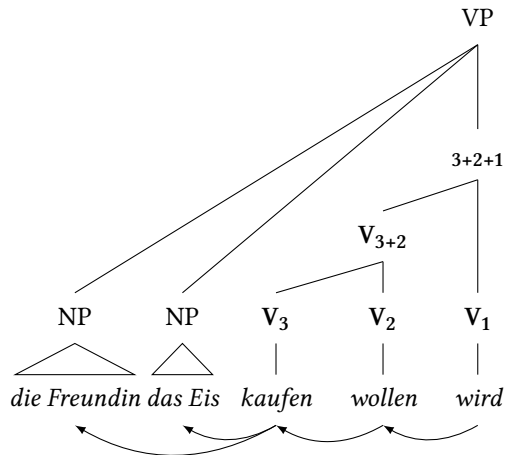 VP
3+2+1
V3+2
NP NP V3 V2 V1
die Freundin das Eis kaufen wollen wird